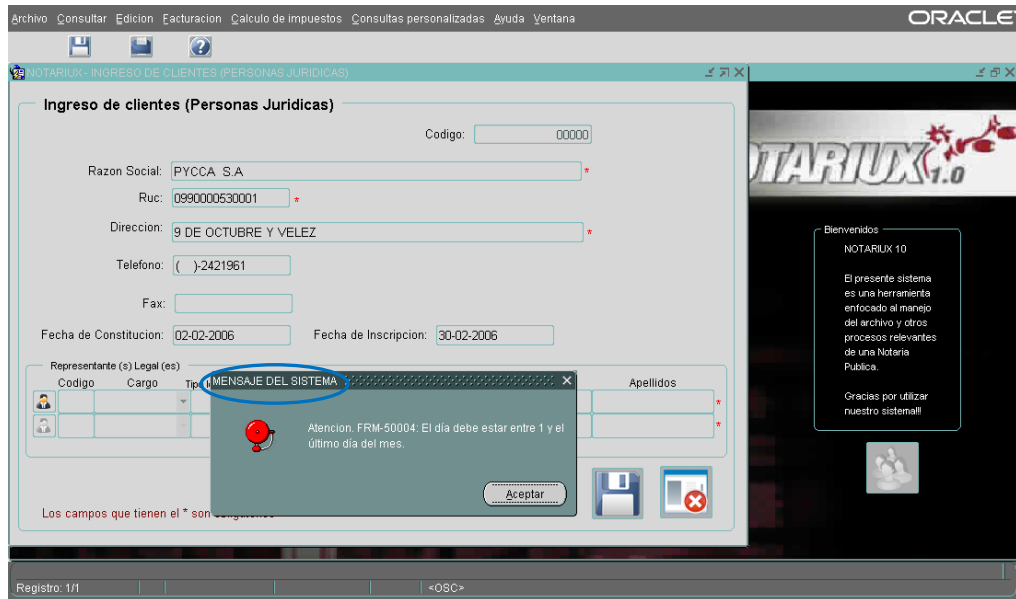 Archivo Consultar Edicion Facturacion Calculo de impuestos Consultas personalizadas Ayuda Ventana
ORACLE
NOTARIUX - INGRESO DE CLIENTES (PERSONAS JURIDICAS)
Ingreso de clientes (Personas Juridicas)
Codigo: 00000
Razon Social: PYCCA S.A *
Ruc: 0990000530001 *
Direccion: 9 DE OCTUBRE Y VELEZ *
Telefono: ( )-2421961
Fax:
Fecha de Constitucion: 02-02-2006 Fecha de Inscripcion: 30-02-2006
Representante (s) Legal (es)
Codigo Cargo Apellidos
*
*
MENSAJE DEL SISTEMA
Atencion. FRM-50004: El día debe estar entre 1 y el
último día del mes.
Aceptar
Los campos que tienen el * son
NOTARIUX 1.0
Bienvenidos
NOTARIUX 10
El presente sistema
es una herramienta
enfocado al manejo
del archivo y otros
procesos relevantes
de una Notaria
Publica.
Gracias por utilizar
nuestro sistema!!!
Registro: 1/1 <OSC>